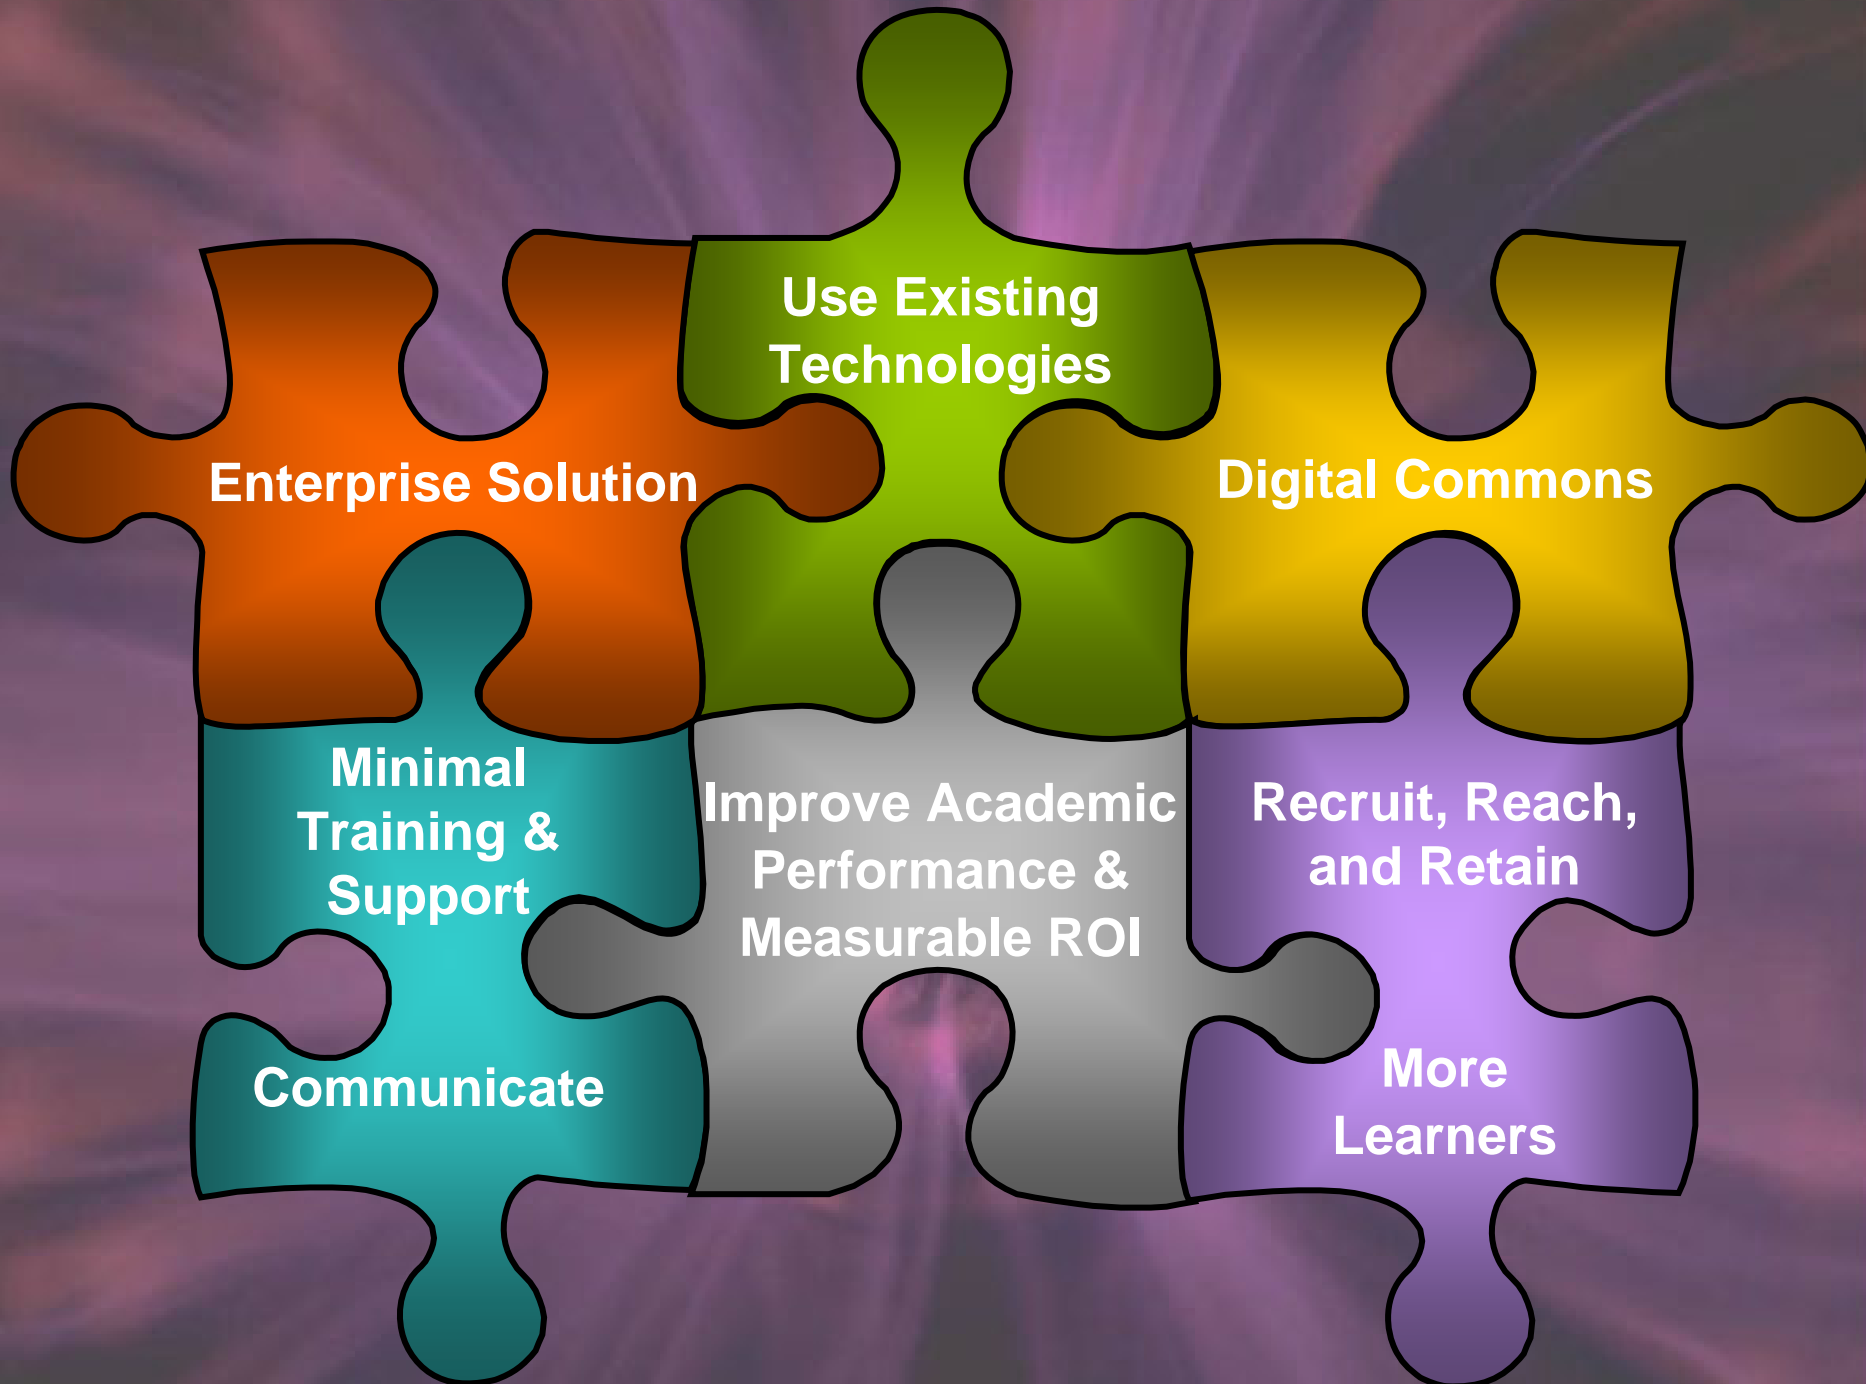 Use Existing
Technologies
Enterprise Solution
Digital Commons
Minimal
Training &
Support
Communicate
Improve Academic
Performance &
Measurable ROI
Recruit, Reach,
and Retain
More
Learners